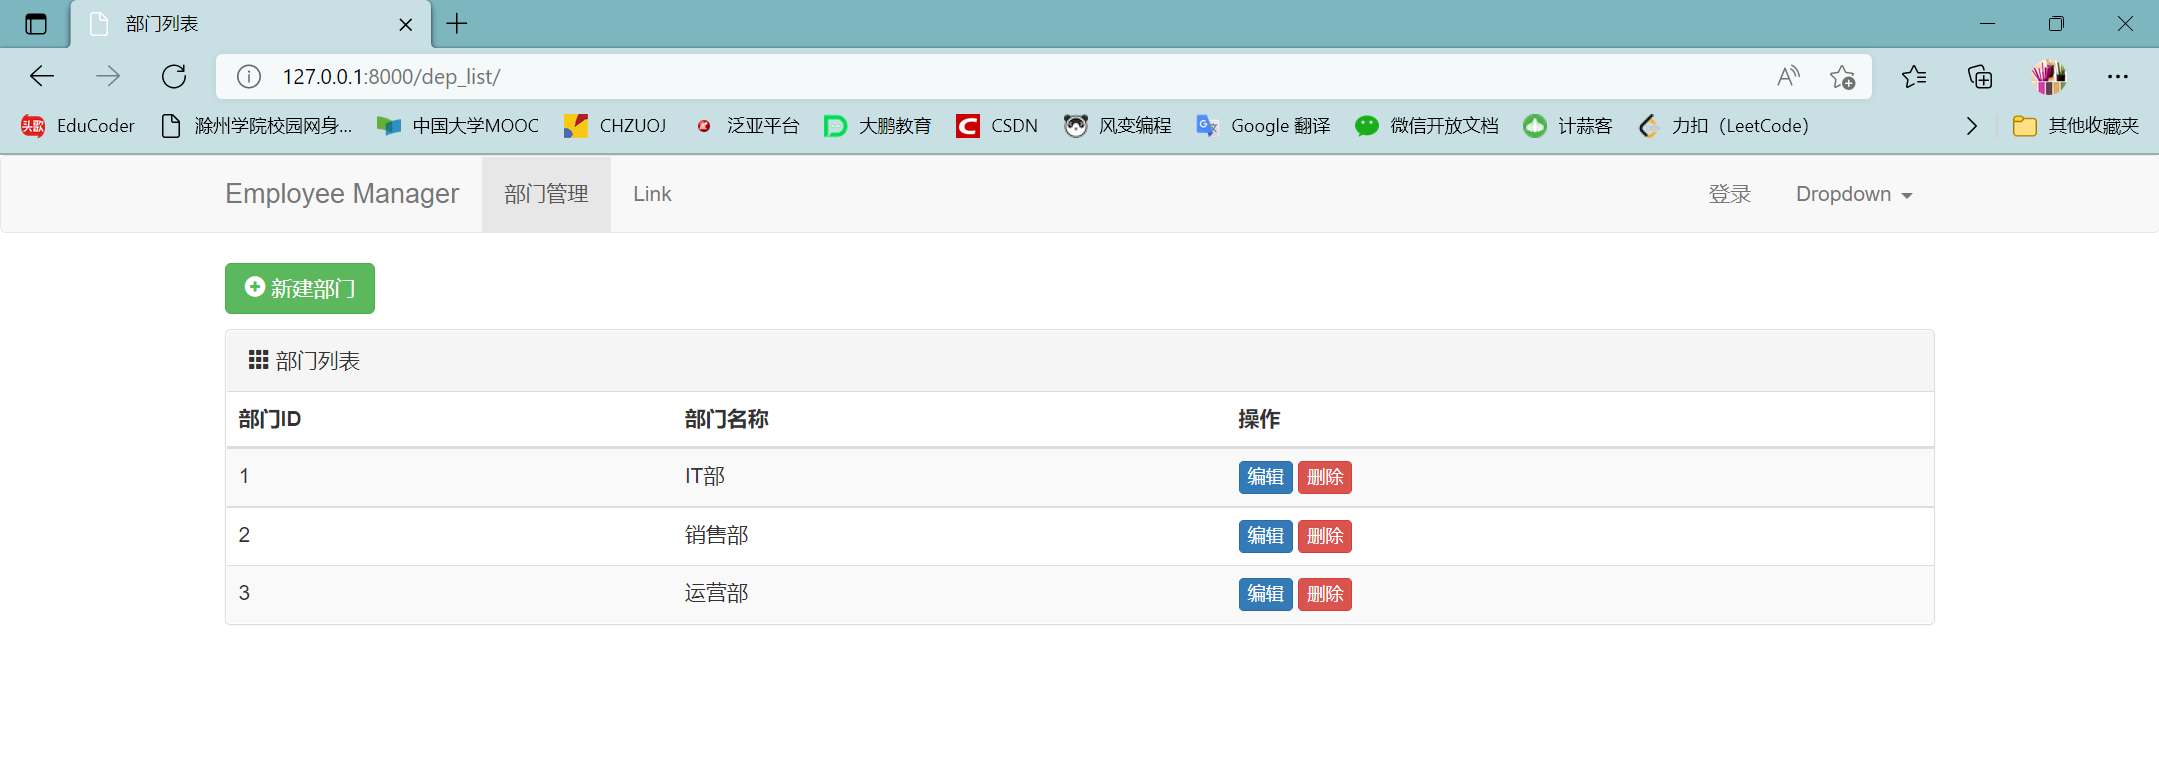 部门列表
127.0.0.1:8000/dep_list/
EduCoder 滁州学院校园网身... 中国大学MOOC CHZUOJ 泛亚平台 大鹏教育 CSDN 风变编程 Google 翻译 微信开放文档 计蒜客 力扣（LeetCode） 其他收藏夹
Employee Manager 部门管理 Link 登录 Dropdown
新建部门
部门列表
部门ID 部门名称 操作
1 IT部 编辑 删除
2 销售部 编辑 删除
3 运营部 编辑 删除